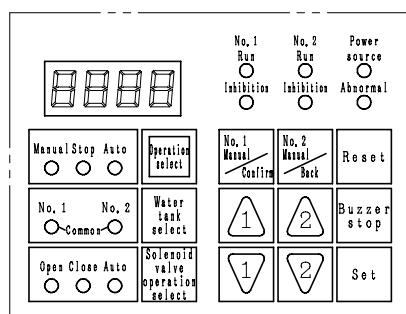 No. 1 No. 2 Power
Run Run source
Inhibition Inhibition Abnormal
8888
Manual Stop Auto
Operation
select
No. 1
Manual
Confirm
No. 2
Manual
Back
Reset
No. 1 No. 2
Common
Water
tank
select
1
2
Buzzer
stop
Open Close Auto
Solenoid
valve
operation
select
1
2
Set